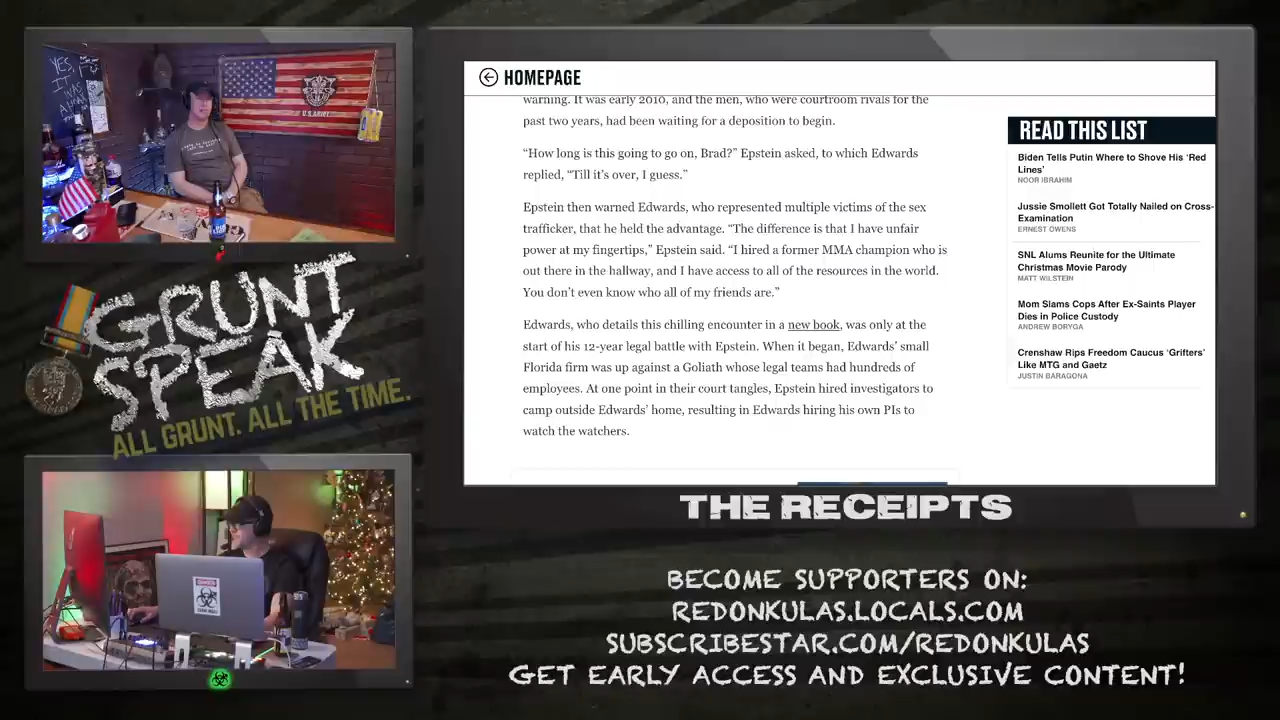 YES,
IT
WAS
U.S. ARMY
GRUNT
SPEAK
ALL GRUNT. ALL THE TIME.
HOMEPAGE
warning. It was early 2010, and the men, who were courtroom rivals for the
past two years, had been waiting for a deposition to begin.
“How long is this going to go on, Brad?” Epstein asked, to which Edwards
replied, “Till it’s over, I guess.”
Epstein then warned Edwards, who represented multiple victims of the sex
trafficker, that he held the advantage. “The difference is that I have unfair
power at my fingertips,” Epstein said. “I hired a former MMA champion who is
out there in the hallway, and I have access to all of the resources in the world.
You don’t even know who all of my friends are.”
Edwards, who details this chilling encounter in a new book, was only at the
start of his 12-year legal battle with Epstein. When it began, Edwards’ small
Florida firm was up against a Goliath whose legal teams had hundreds of
employees. At one point in their court tangles, Epstein hired investigators to
camp outside Edwards’ home, resulting in Edwards hiring his own PIs to
watch the watchers.
READ THIS LIST
Biden Tells Putin Where to Shove His ‘Red
Lines’
NOOR IBRAHIM
Jussie Smollett Got Totally Nailed on Cross-
Examination
ERNEST OWENS
SNL Alums Reunite for the Ultimate
Christmas Movie Parody
MATT WILSTEIN
Mom Slams Cops After Ex-Saints Player
Dies in Police Custody
ANDREW BORYGA
Crenshaw Rips Freedom Caucus ‘Grifters’
Like MTG and Gaetz
JUSTIN BARAGONA
THE RECEIPTS
BECOME SUPPORTERS ON:
REDONKULAS.LOCALS.COM
SUBSCRIBESTAR.COM/REDONKULAS
GET EARLY ACCESS AND EXCLUSIVE CONTENT!